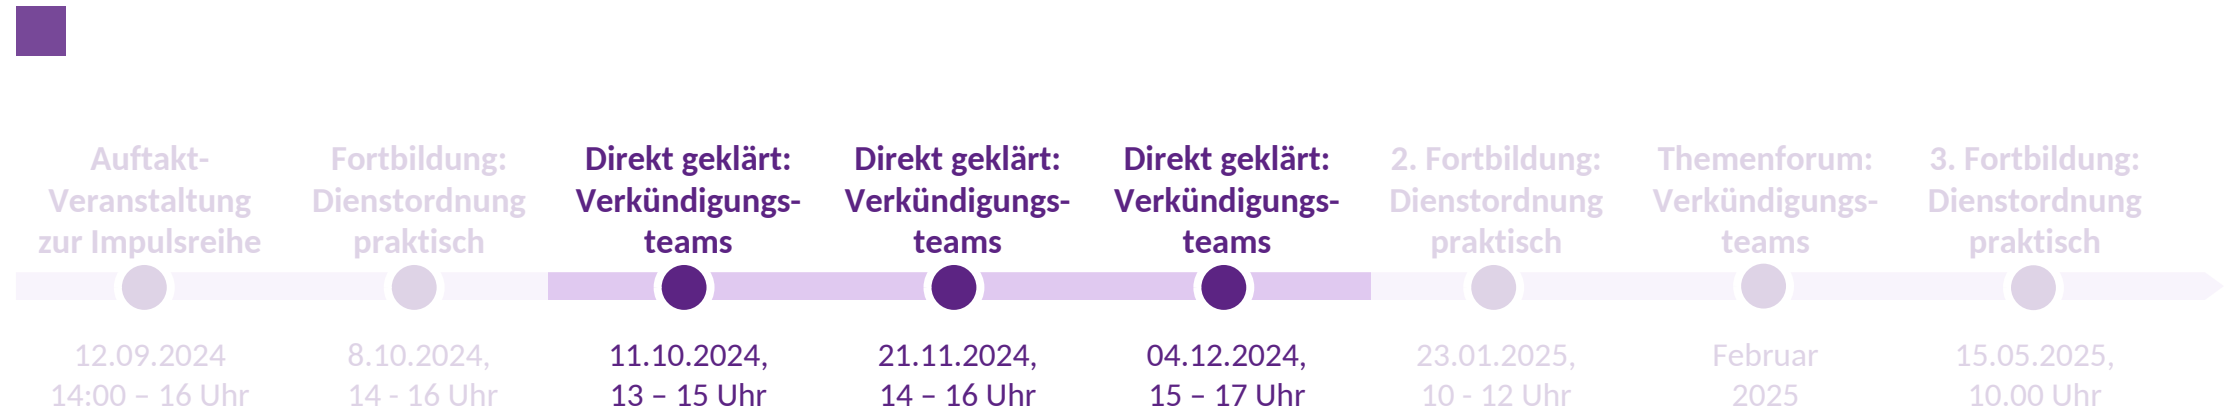 Auftakt-
Veranstaltung
zur Impulsreihe
12.09.2024
14:00 – 16 Uhr
Fortbildung:
Dienstordnung
praktisch
8.10.2024,
14 - 16 Uhr
Direkt geklärt:
Verkündigungs-
teams
11.10.2024,
13 – 15 Uhr
Direkt geklärt:
Verkündigungs-
teams
21.11.2024,
14 – 16 Uhr
Direkt geklärt:
Verkündigungs-
teams
04.12.2024,
15 – 17 Uhr
2. Fortbildung:
Dienstordnung
praktisch
23.01.2025,
10 - 12 Uhr
Themenforum:
Verkündigungs-
teams
Februar
2025
3. Fortbildung:
Dienstordnung
praktisch
15.05.2025,
10.00 Uhr